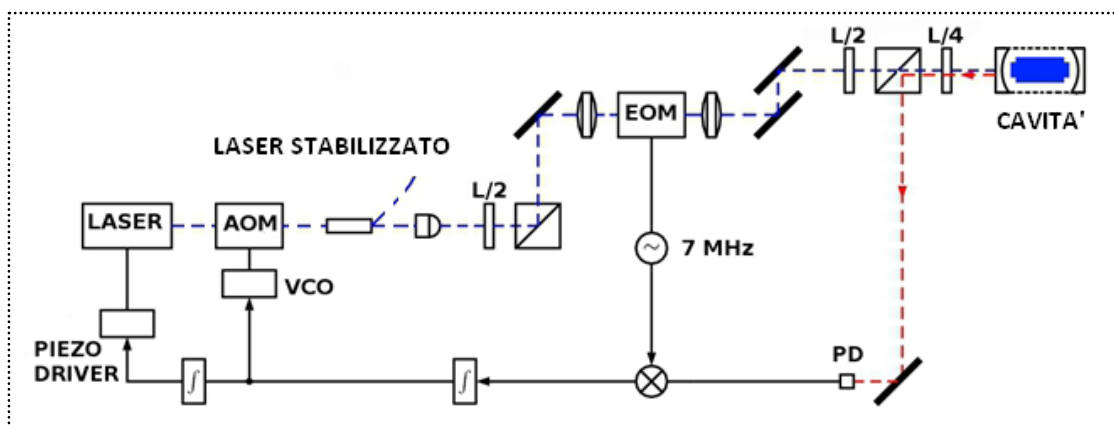 L/2
L/4
EOM
CAVITA'
LASER STABILIZZATO
L/2
LASER
AOM
7 MHz
VCO
PIEZO
DRIVER
PD
∫
∫